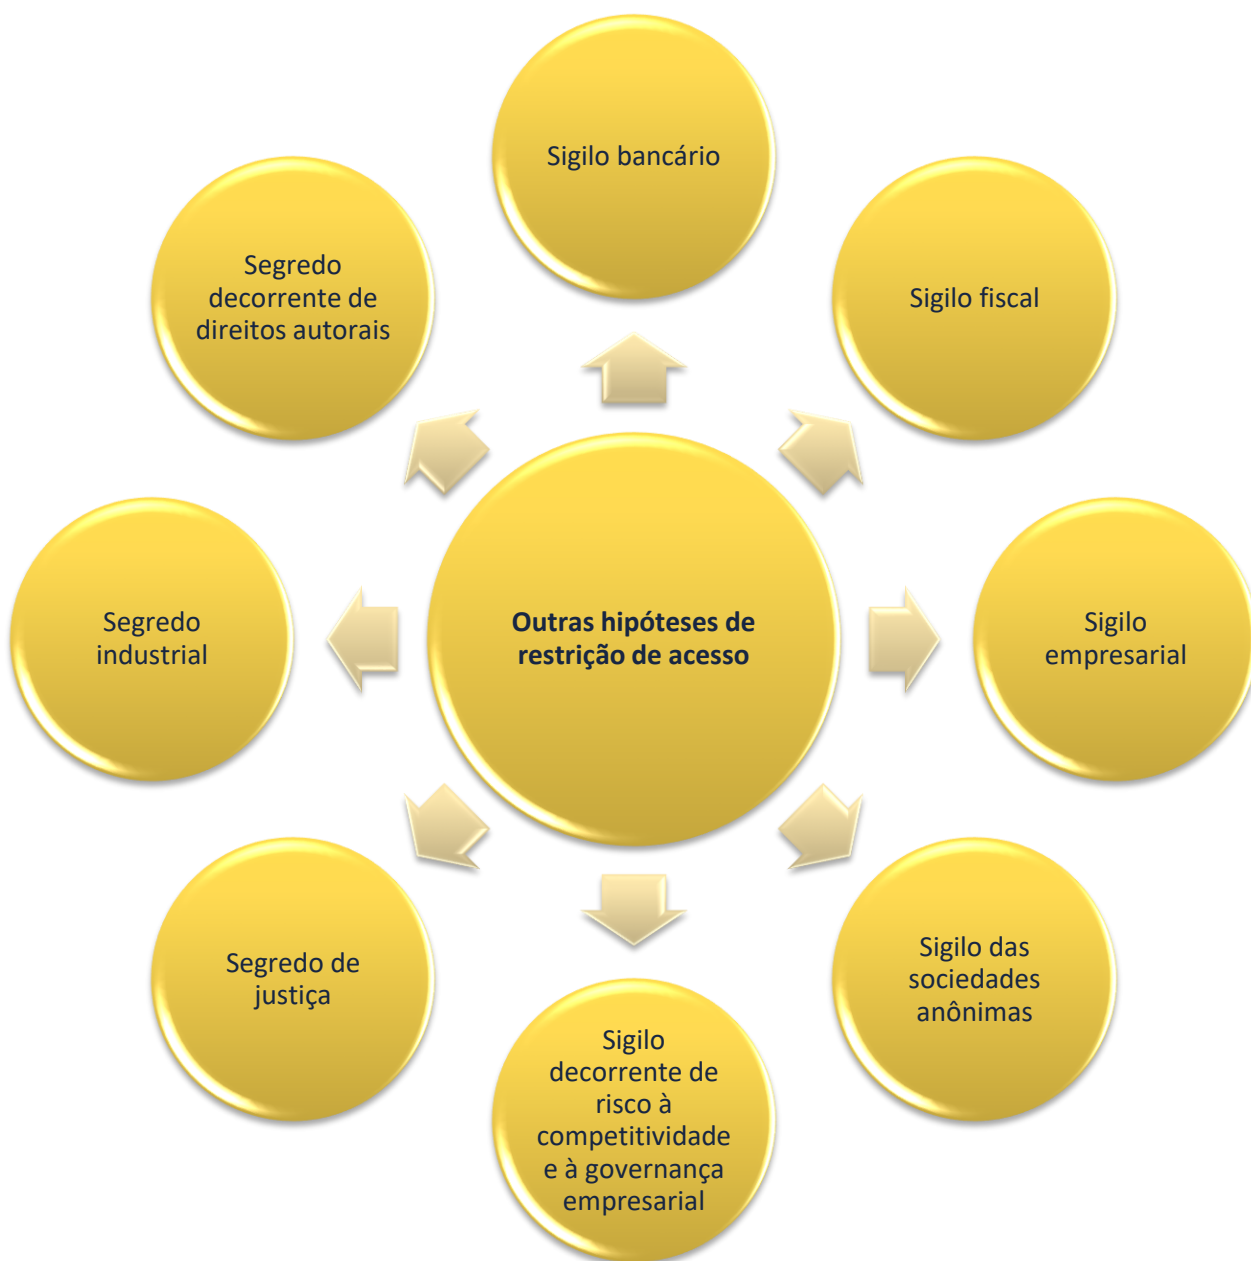 Sigilo bancário
Sigilo fiscal
Sigilo
empresarial
Sigilo das
sociedades
anônimas
Sigilo
decorrente de
risco à
competitividade
e à governança
empresarial
Segredo de
justiça
Segredo
industrial
Segredo
decorrente de
direitos autorais
Outras hipóteses de
restrição de acesso